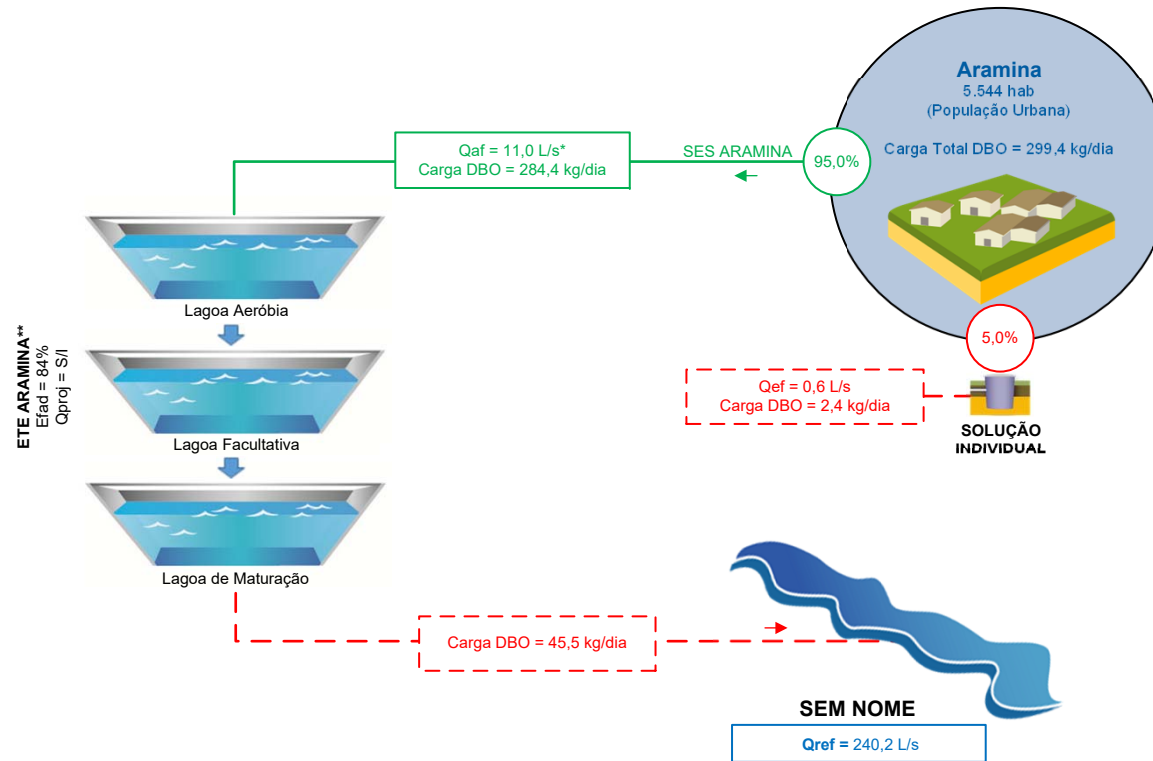 Aramina
5.544 hab
(População Urbana)
Carga Total DBO = 299,4 kg/dia
95,0%
SES ARAMINA
Qaf = 11,0 L/s*
Carga DBO = 284,4 kg/dia
5,0%
Qef = 0,6 L/s
Carga DBO = 2,4 kg/dia
SOLUÇÃO
INDIVIDUAL
ETE ARAMINA**
Efad = 84%
Qproj = S/I
Lagoa Aeróbia
Lagoa Facultativa
Lagoa de Maturação
Carga DBO = 45,5 kg/dia
SEM NOME
Qref = 240,2 L/s